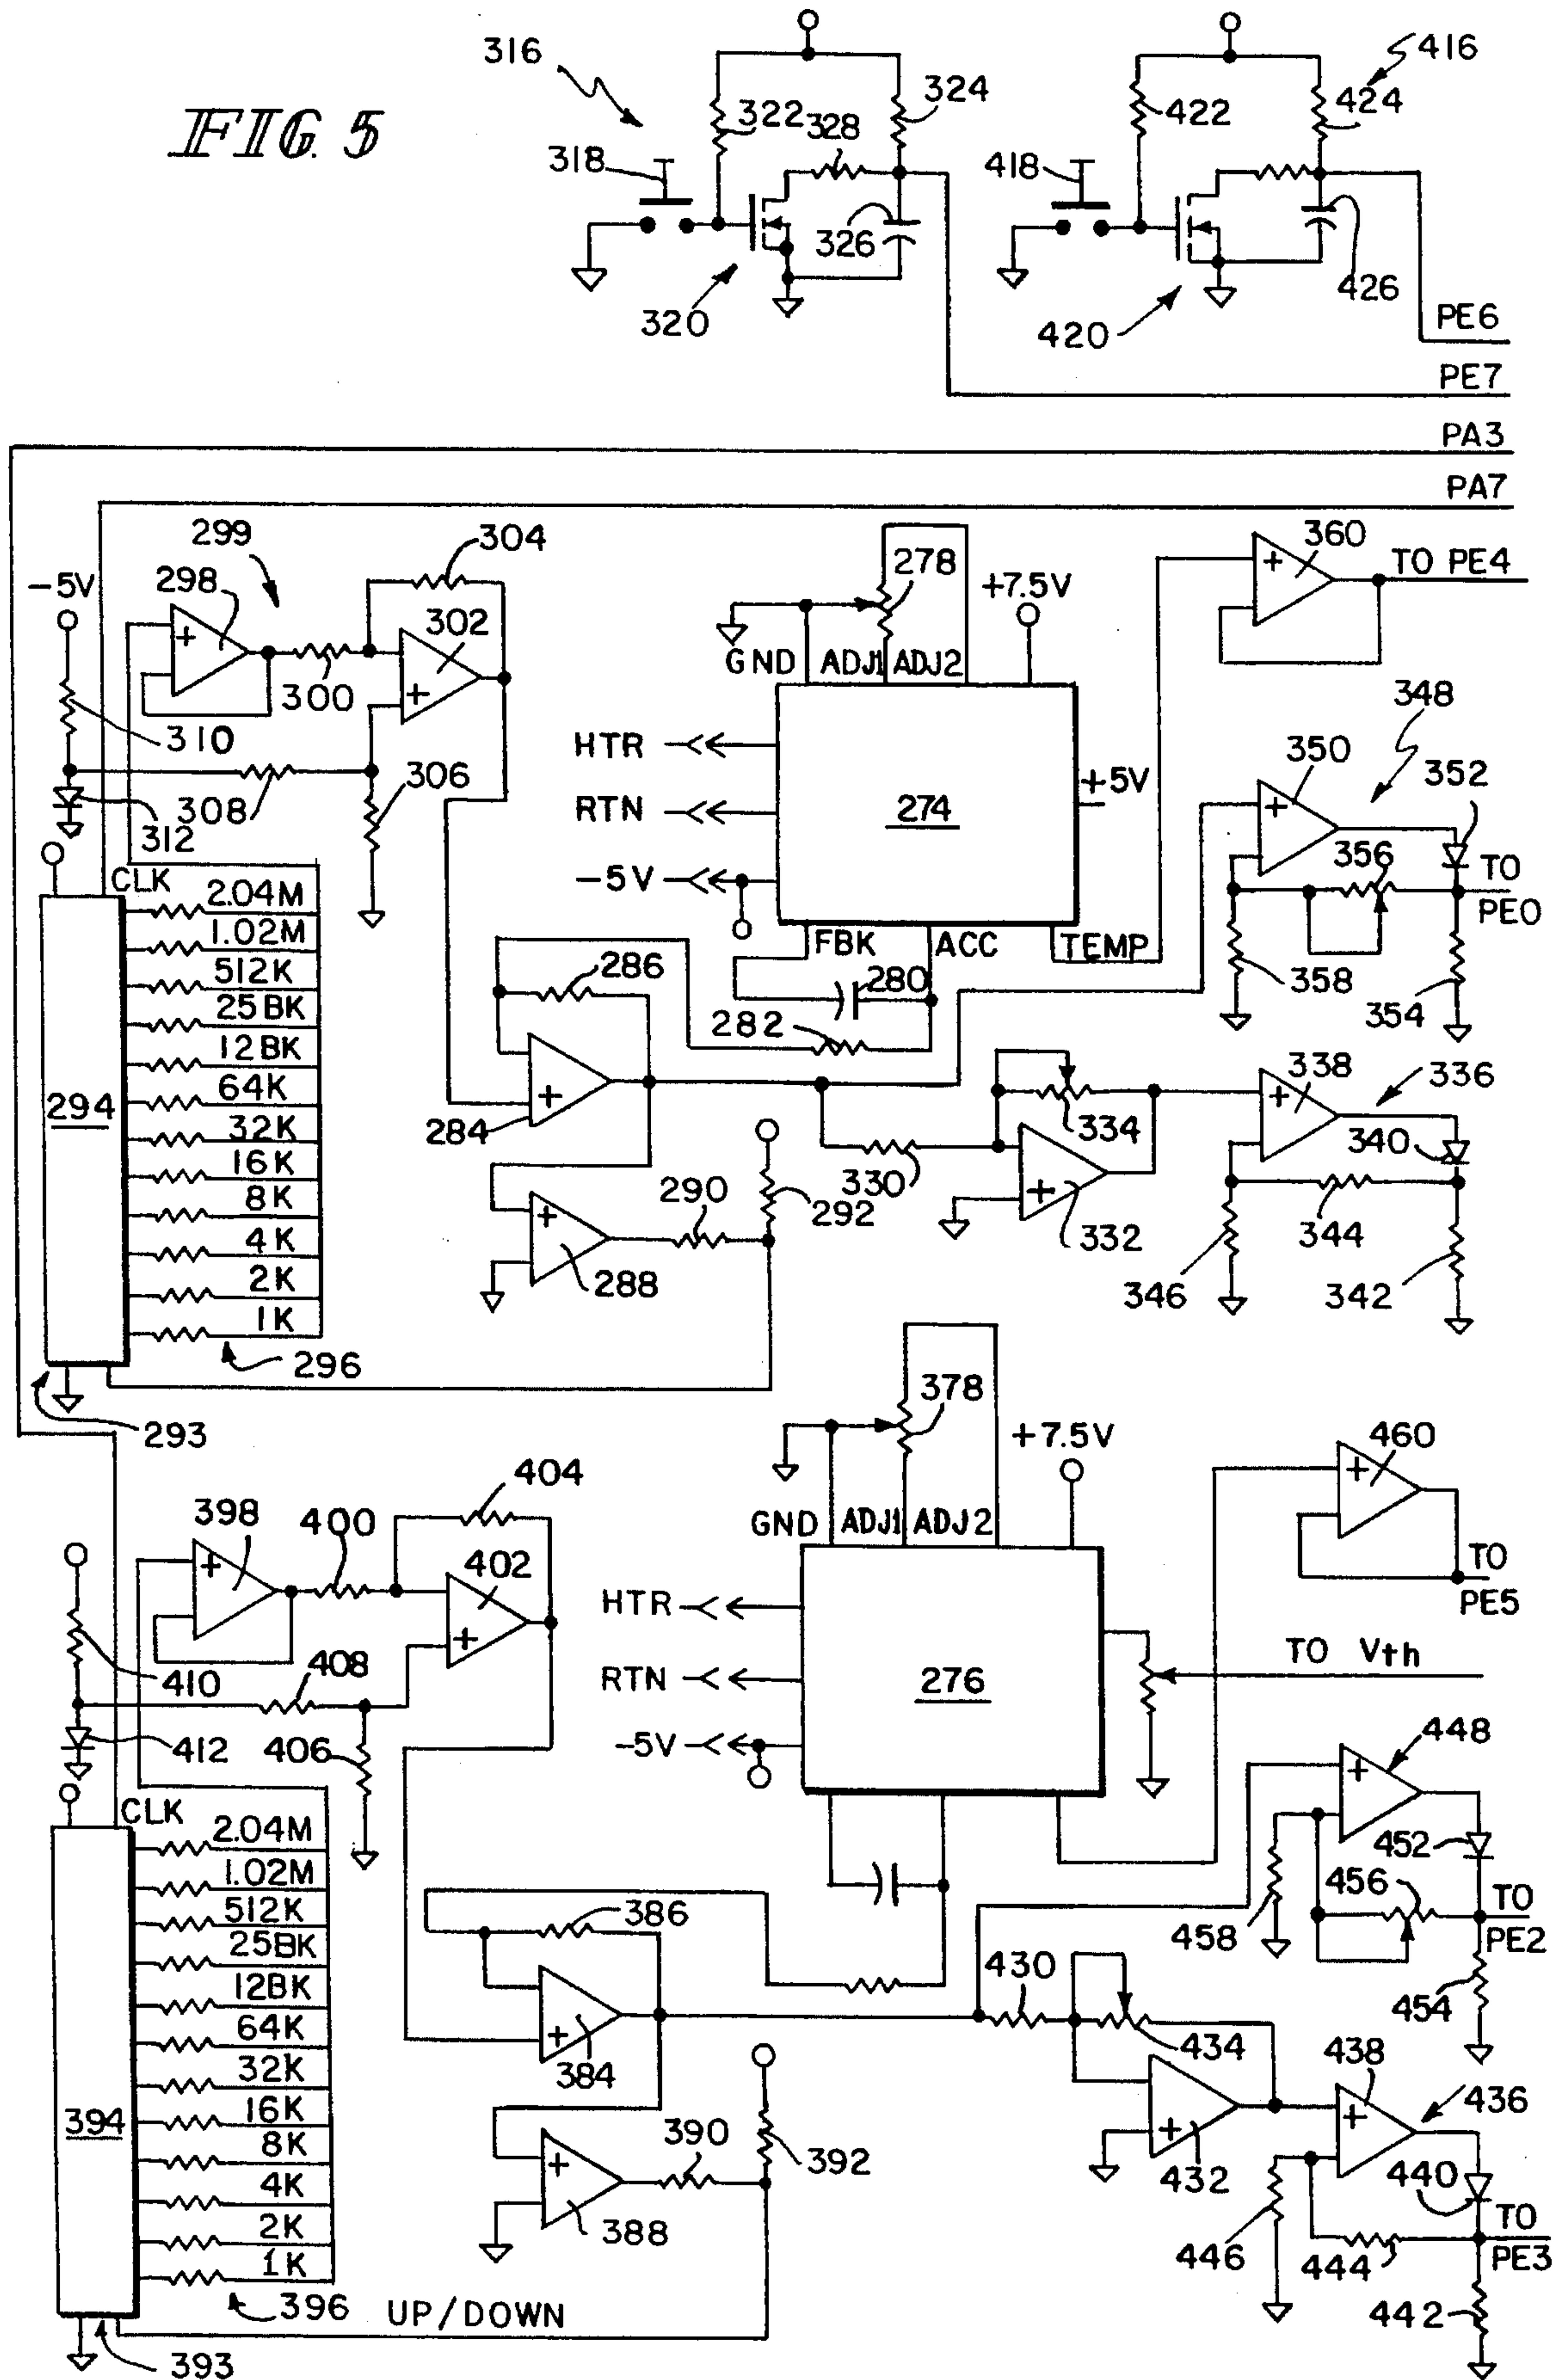 FIG. 5
316
322
328
324
318
326
320
416
422
424
418
426
420
PE6
PE7
PA3
PA7
299
304
-5V
298
302
300
310
308
306
312
278
+7.5V
GND ADJ1 ADJ2
HTR
RTN
-5V
274
+5V
FBK ACC TEMP
360
TO PE4
348
350
352
356
TO
PE0
358
354
CLK
2.04M
1.02M
512K
25BK
12BK
64K
32K
16K
8K
4K
2K
1K
294
296
293
286
280
282
284
290
292
288
330
334
332
338
336
340
344
346
342
378
+7.5V
GND ADJ1 ADJ2
HTR
RTN
-5V
276
460
TO
PE5
TO Vth
404
398
400
402
410
408
412
406
448
452
456
TO
PE2
458
454
CLK
2.04M
1.02M
512K
25BK
12BK
64K
32K
16K
8K
4K
2K
1K
394
396
393
UP/DOWN
386
384
390
392
388
430
434
432
438
436
440
TO
PE3
446
444
442